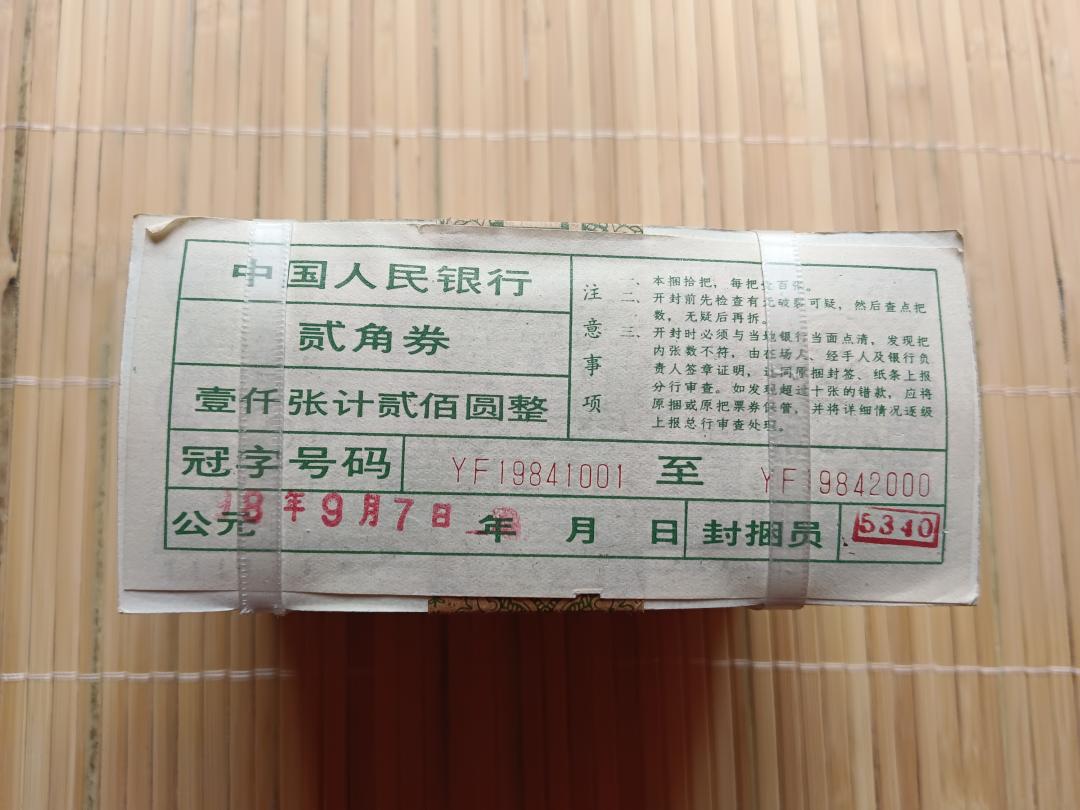 中国人民银行
贰角券
壹仟张计贰佰圆整
注意事项
一、本捆拾把，每把壹百张。
二、开封前先检查有无破裂可疑，然后查点把
数，无疑后再拆。
三、开封时必须与当地银行当面点清，发现把
内张数不符，由在场人、经手人及银行负
责人签章证明，让同原捆封签、纸条上报
分行审查。如发现超过十张的错款，应将
原捆或原把票券保管，并将详细情况逐级
上报总行审查处理。
冠字号码 YF19841001 至 YF19842000
公元 年 月 日 封捆员 5340
年9月7日